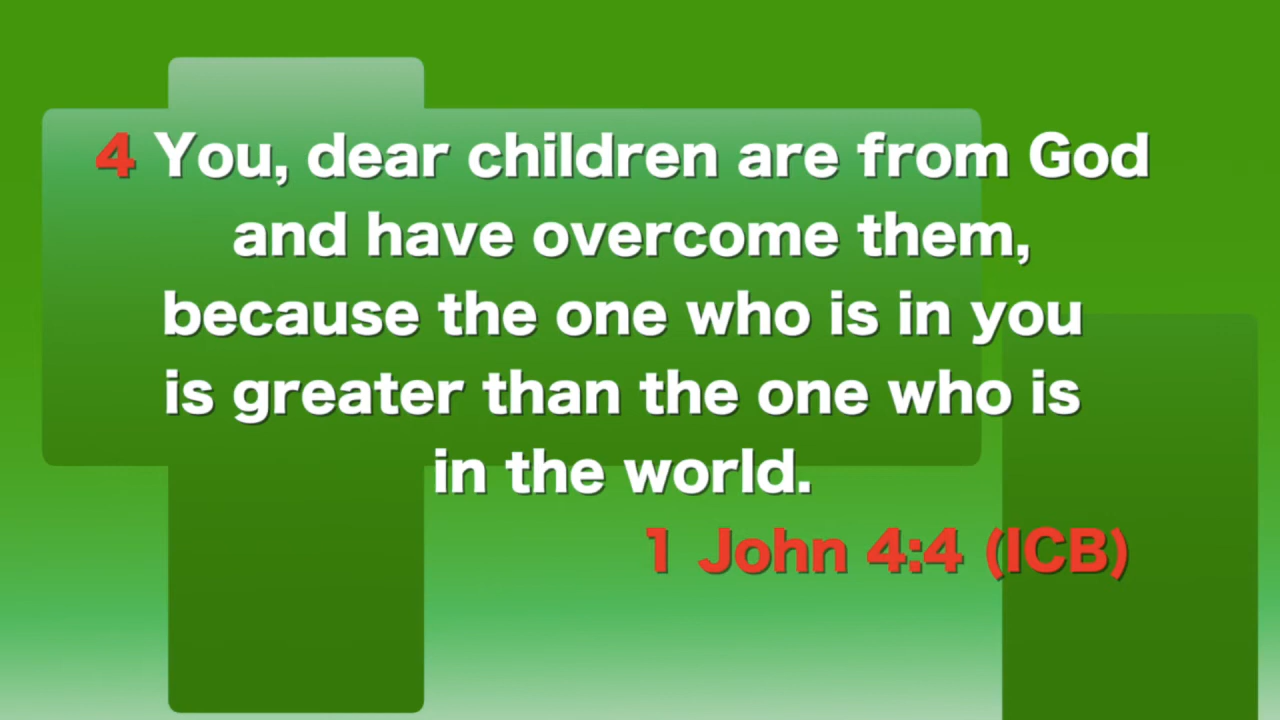 4 You, dear children are from God
and have overcome them,
because the one who is in you
is greater than the one who is
in the world.
1 John 4:4 (ICB)